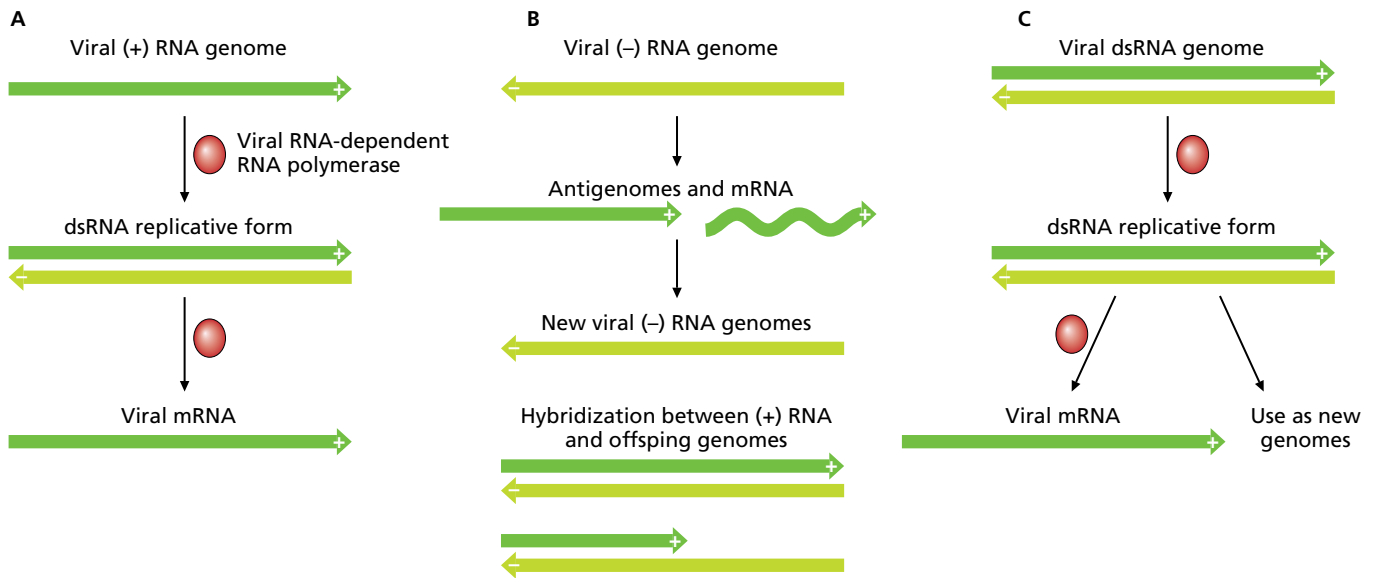 A
Viral (+) RNA genome
+
Viral RNA-dependent
RNA polymerase
dsRNA replicative form
+
–
Viral mRNA
+
B
Viral (–) RNA genome
–
Antigenomes and mRNA
+ +
New viral (–) RNA genomes
–
Hybridization between (+) RNA
and offsping genomes
+
–
+
–
C
Viral dsRNA genome
+
–
dsRNA replicative form
+
–
Viral mRNA
+
Use as new
genomes